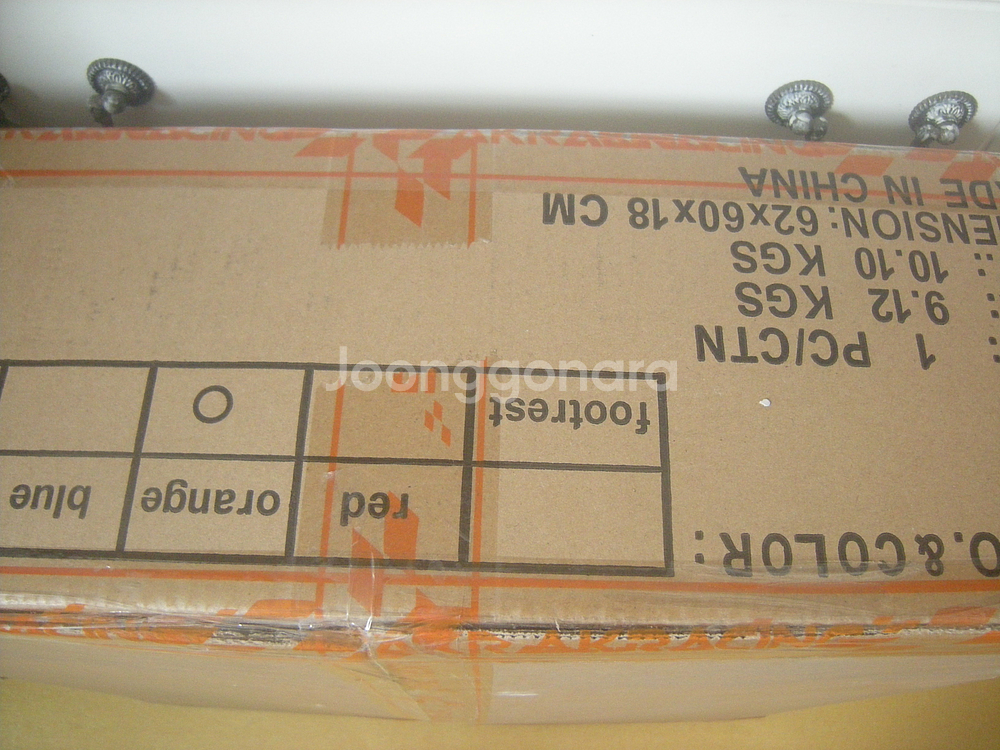 O.&COLOR:
red orange blue
footrest O
: 1 PC/CTN
: 9.12 KGS
.: 10.10 KGS
ENSION: 62x60x18 CM
DE IN CHINA
Joonggonara